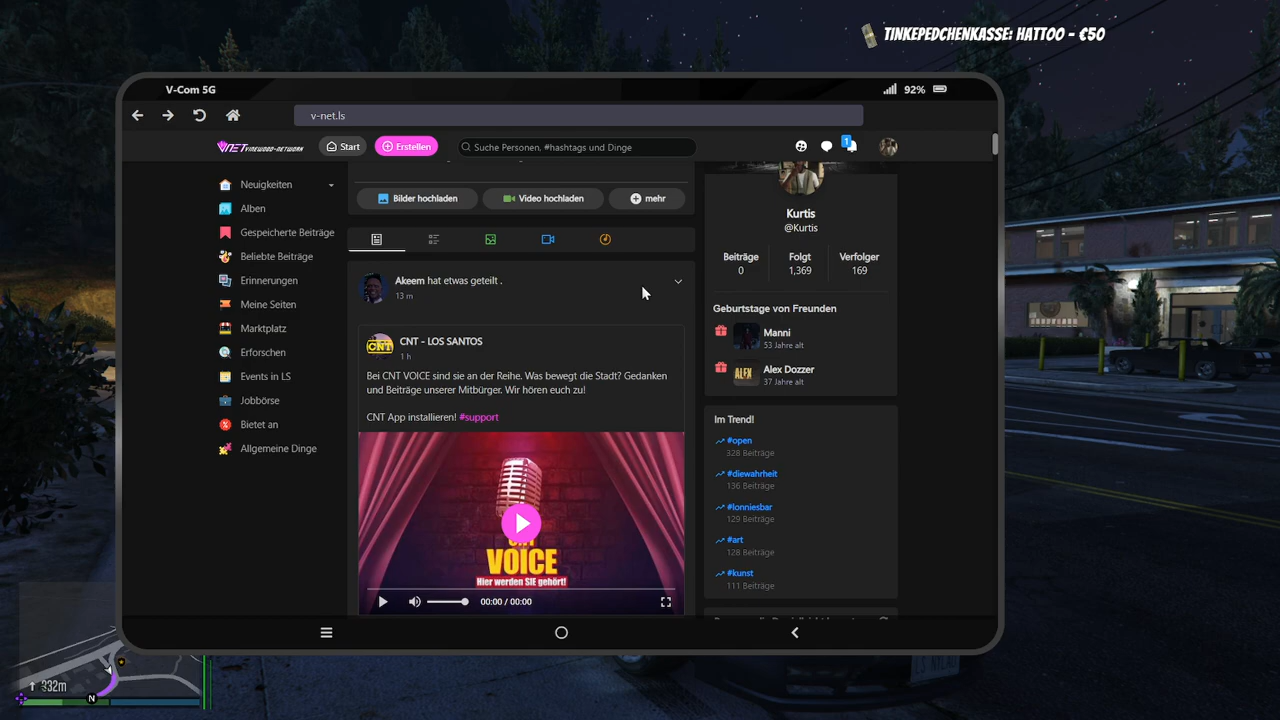 TINKEPEDCHENKASSE: HATTOO - €50
V-Com 5G
92%
v-net.ls
VNET VINEWOOD-NETWORK
Start
Erstellen
Suche Personen, #hashtags und Dinge
1
Neuigkeiten
Alben
Gespeicherte Beiträge
Beliebte Beiträge
Erinnerungen
Meine Seiten
Marktplatz
Erforschen
Events in LS
Jobbörse
Bietet an
Allgemeine Dinge
Bilder hochladen
Video hochladen
mehr
Akeem hat etwas geteilt .
13 m
CNT
CNT - LOS SANTOS
1 h
Bei CNT VOICE sind sie an der Reihe. Was bewegt die Stadt? Gedanken
und Beiträge unserer Mitbürger. Wir hören euch zu!
CNT App installieren! #support
VOICE
Hier werden SIE gehört!
00:00 / 00:00
Kurtis
@Kurtis
Beiträge
0
Folgt
1,369
Verfolger
169
Geburtstage von Freunden
Manni
53 Jahre alt
ALEX
Alex Dozzer
37 Jahre alt
Im Trend!
#open
328 Beiträge
#diewahrheit
136 Beiträge
#lonniesbar
129 Beiträge
#art
128 Beiträge
#kunst
111 Beiträge
332m
N